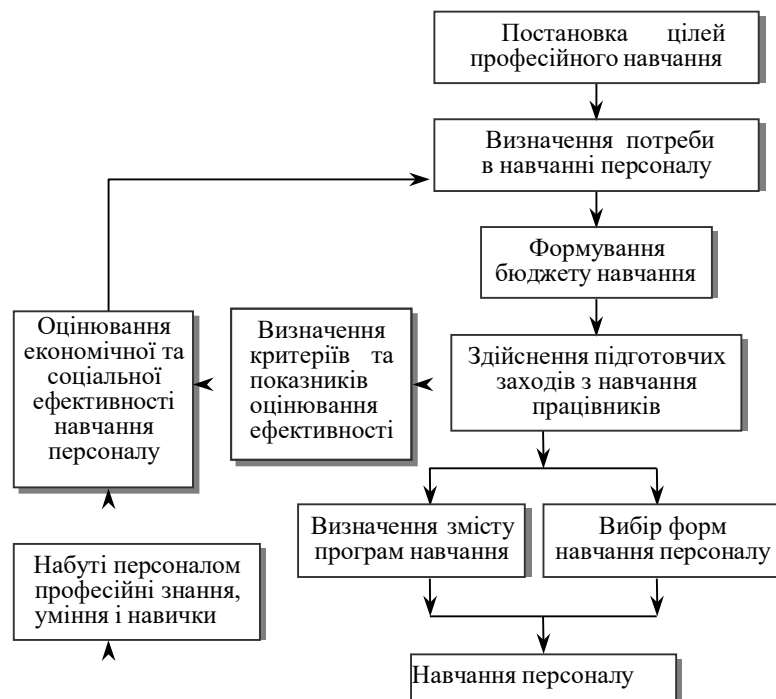 Постановка цілей
професійного навчання
Визначення потреби
в навчанні персоналу
Формування
бюджету навчання
Оцінювання
економічної та
соціальної
ефективності
навчання
персоналу
Визначення
критеріїв та
показників
оцінювання
ефективності
Здійснення підготовчих
заходів з навчання
працівників
Визначення змісту
програм навчання
Вибір форм
навчання персоналу
Набуті персоналом
професійні знання,
уміння і навички
Навчання персоналу